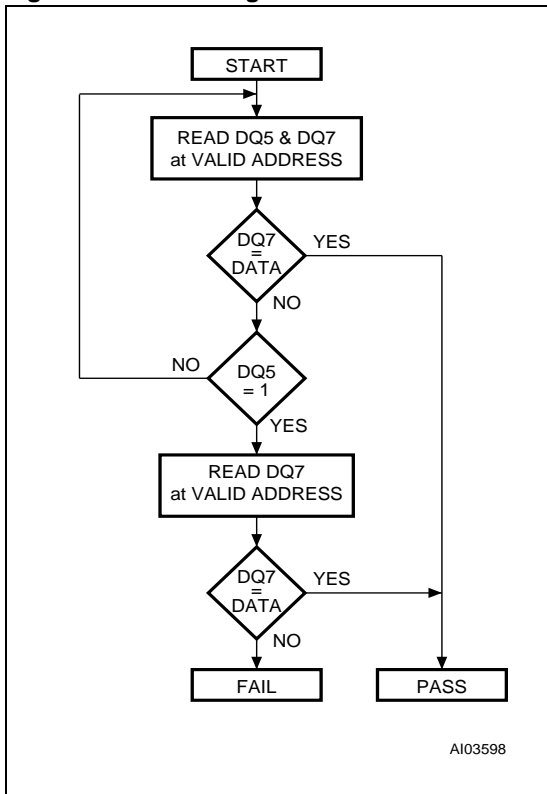 START
READ DQ5 & DQ7
at VALID ADDRESS
DQ7
=
DATA
YES
NO
DQ5
= 1
NO
YES
READ DQ7
at VALID ADDRESS
DQ7
=
DATA
YES
NO
FAIL
PASS
AI03598